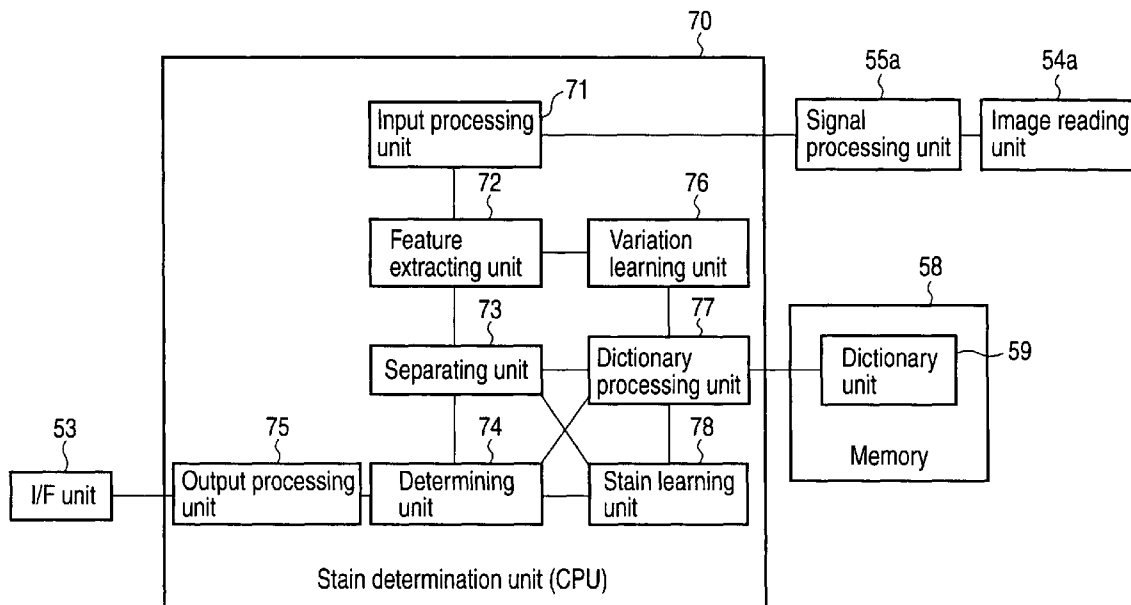 70
55a
54a
71
Input processing
unit
Signal
processing unit
Image reading
unit
72
76
Feature
extracting unit
Variation
learning unit
58
73
77
Separating unit
Dictionary
processing unit
Dictionary
unit
59
53
75
74
78
Memory
I/F unit
Output processing
unit
Determining
unit
Stain learning
unit
Stain determination unit (CPU)